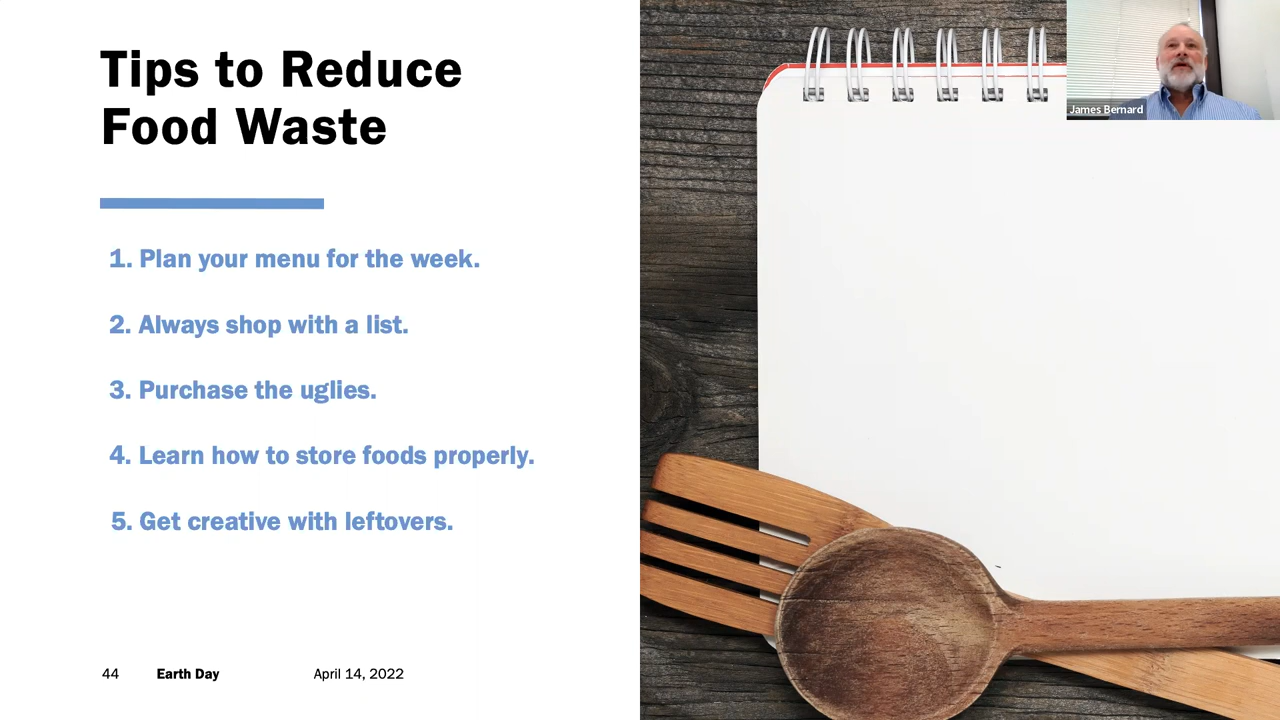 Tips to Reduce
Food Waste
1. Plan your menu for the week.
2. Always shop with a list.
3. Purchase the uglies.
4. Learn how to store foods properly.
5. Get creative with leftovers.
44 Earth Day April 14, 2022
James Bernard